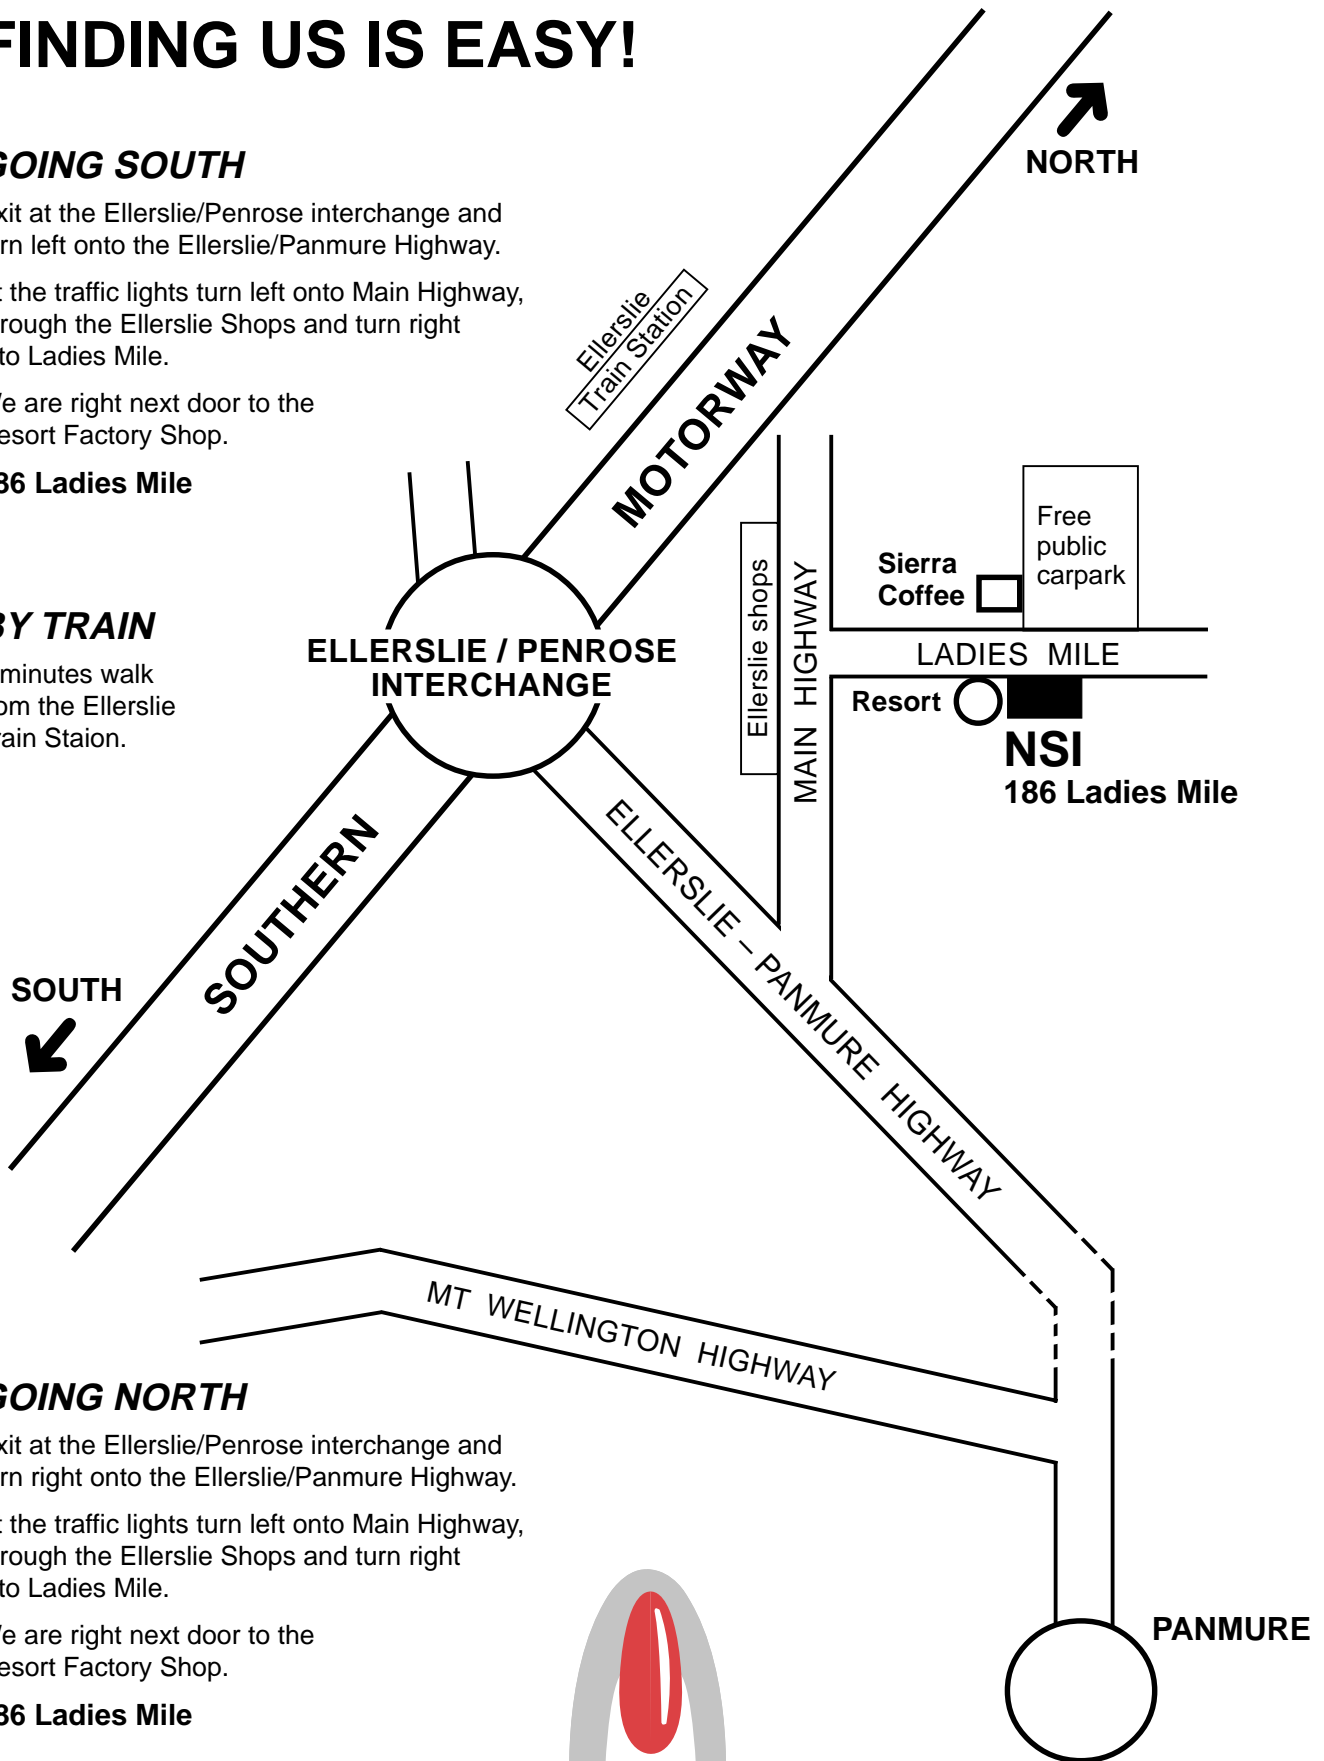 FINDING US IS EASY!
GOING SOUTH
xit at the Ellerslie/Penrose interchange and
rn left onto the Ellerslie/Panmure Highway.
t the traffic lights turn left onto Main Highway,
rough the Ellerslie Shops and turn right
to Ladies Mile.
e are right next door to the
esort Factory Shop.
86 Ladies Mile
BY TRAIN
minutes walk
om the Ellerslie
rain Staion.
NORTH
Ellerslie
Train Station
MOTORWAY
Ellerslie shops
MAIN HIGHWAY
Sierra
Coffee
Free
public
carpark
LADIES MILE
Resort
NSI
186 Ladies Mile
ELLERSLIE / PENROSE
INTERCHANGE
SOUTHERN
SOUTH
ELLERSLIE – PANMURE HIGHWAY
MT WELLINGTON HIGHWAY
GOING NORTH
xit at the Ellerslie/Penrose interchange and
rn right onto the Ellerslie/Panmure Highway.
t the traffic lights turn left onto Main Highway,
rough the Ellerslie Shops and turn right
to Ladies Mile.
e are right next door to the
esort Factory Shop.
86 Ladies Mile
PANMURE